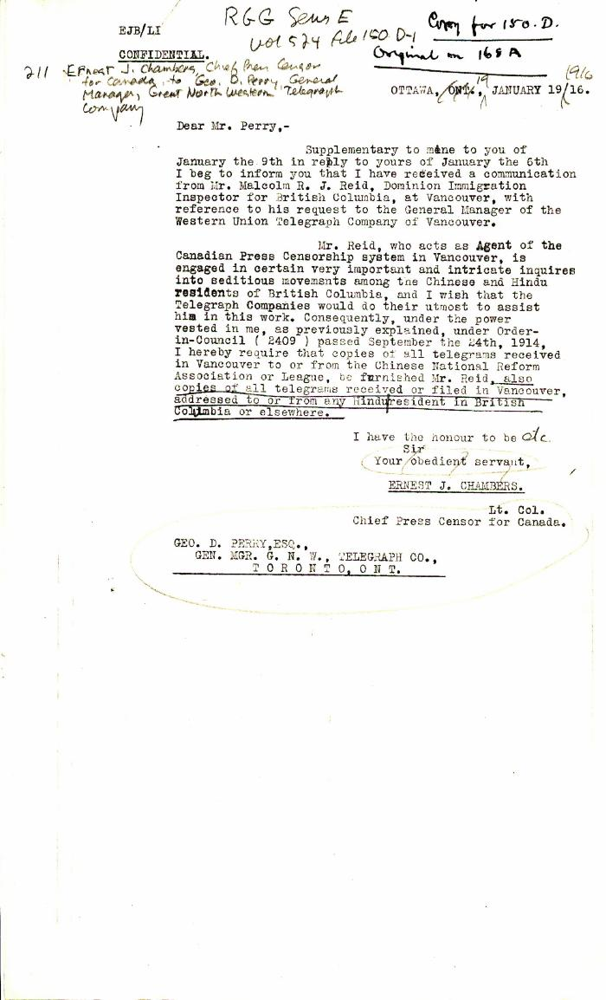 EJB/LI
RGG Series E
Vol 524 file 150 D-1
Copy for 150.D.
Original on 168 A
CONFIDENTIAL.
211 Ernest J. Chambers, Chief Press Censor
for Canada, to Geo. D. Perry, General
Manager, Great North Western Telegraph
Company
1916
19
OTTAWA, ONT., JANUARY 19/16.
Dear Mr. Perry,-
Supplementary to mine to you of
January the 9th in reply to yours of January the 6th
I beg to inform you that I have received a communication
from Mr. Malcolm R. J. Reid, Dominion Immigration
Inspector for British Columbia, at Vancouver, with
reference to his request to the General Manager of the
Western Union Telegraph Company of Vancouver.
Mr. Reid, who acts as Agent of the
Canadian Press Censorship system in Vancouver, is
engaged in certain very important and intricate inquires
into seditious movements among tne Chinese and Hindu
residents of British Columbia, and I wish that the
Telegraph Companies would do their utmost to assist
him in this work. Consequently, under the power
vested in me, as previously explained, under Order-
in-Council ( 2409 ) passed September the 24th, 1914,
I hereby require that copies of all telegrams received
in Vancouver to or from the Chinese National Reform
Association or League, be furnished Mr. Reid, also
copies of all telegrams received or filed in Vancouver,
addressed to or from any Hindu resident in British
Columbia or elsewhere.
I have the honour to be etc.
Sir
Your obedient servant,
ERNEST J. CHAMBERS.
Lt. Col.
Chief Press Censor for Canada.
GEO. D. PERRY,ESQ.,
GEN. MGR. G. N. W., TELEGRAPH CO.,
T O R O N T O, O N T.